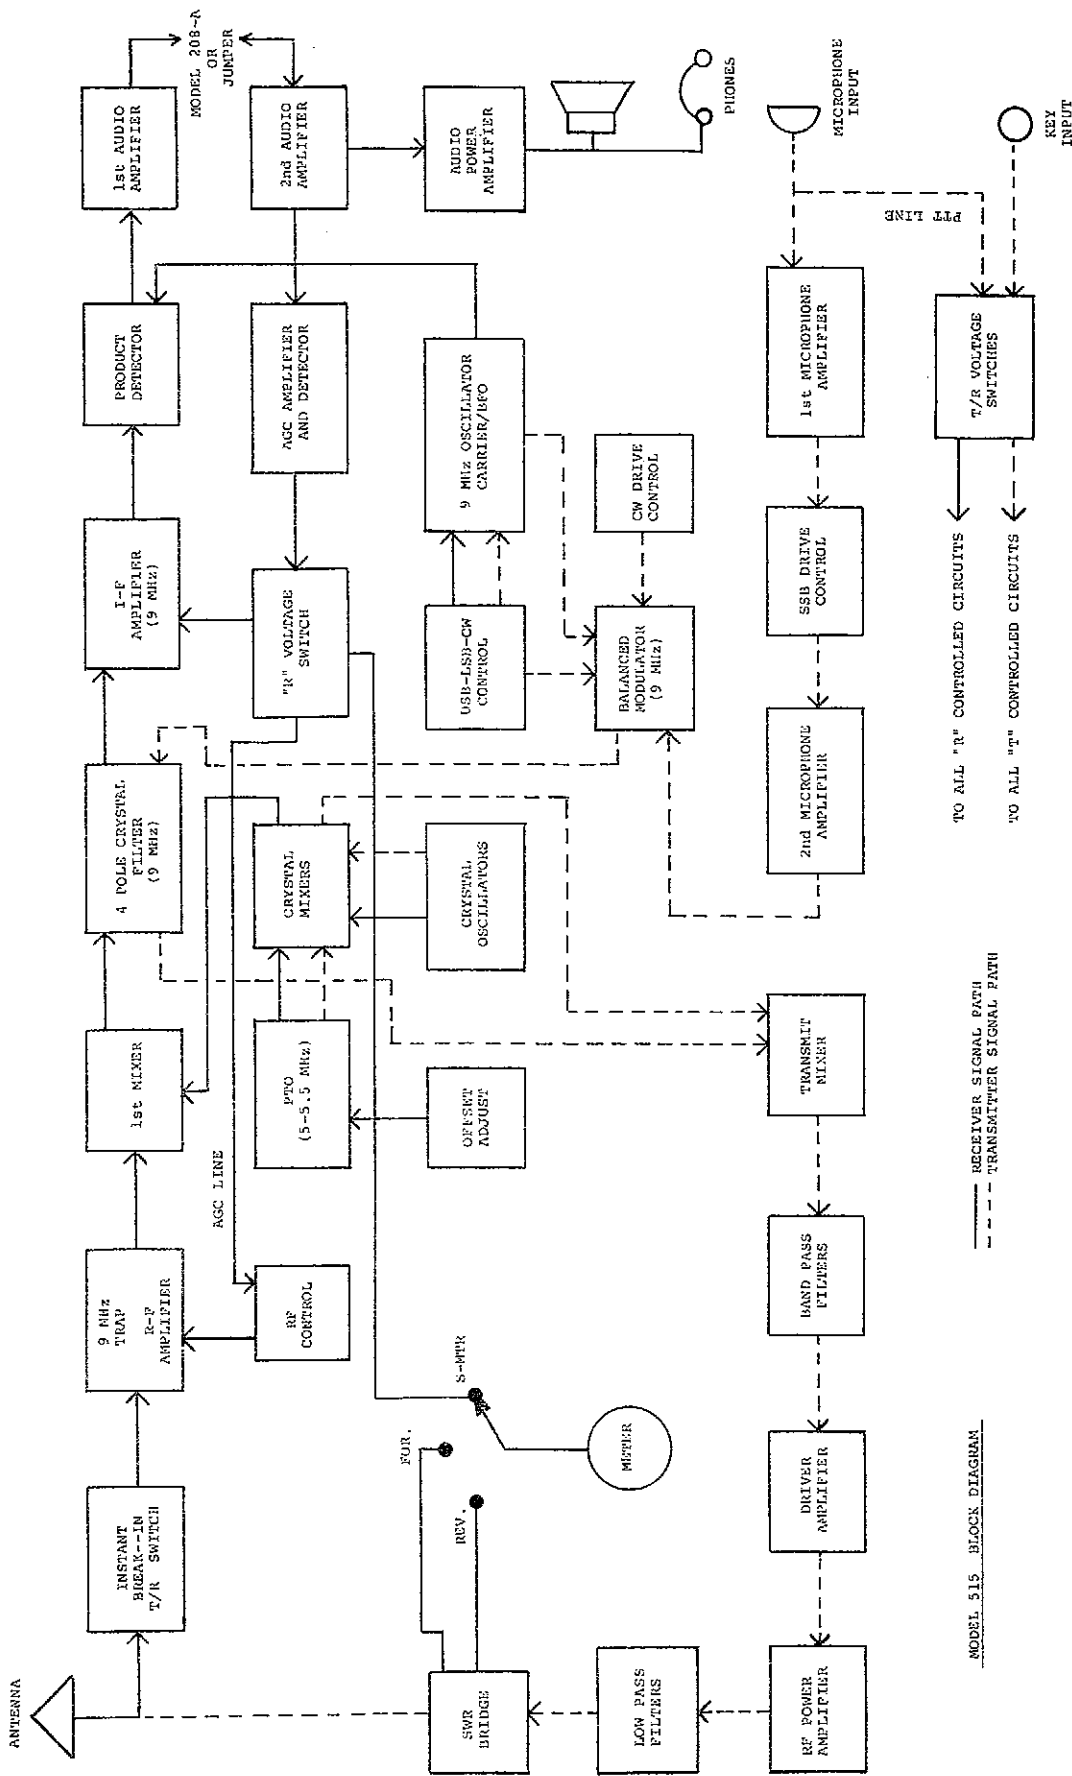 ANTENNA
INSTANT
BREAK--IN
T/R SWITCH
9 MHz
TRAP
R-F
AMPLIFIER
1st MIXER
4 POLE CRYSTAL
FILTER
(9 MHz)
I-F
AMPLIFIER
(9 MHz)
PRODUCT
DETECTOR
1st AUDIO
AMPLIFIER
MODEL 208-A
OR
JUMPER
AGC LINE
RF
CONTROL
PTO
(5-5.5 MHz)
CRYSTAL
MIXERS
"R" VOLTAGE
SWITCH
AGC AMPLIFIER
AND DETECTOR
2nd AUDIO
AMPLIFIER
FOR.
REV.
S-MTR
SWR
BRIDGE
OFFSET
ADJUST
CRYSTAL
OSCILLATORS
USB-LSB-CW
CONTROL
9 MHz OSCILLATOR
CARRIER/BFO
AUDIO
POWER
AMPLIFIER
LOW PASS
FILTERS
METER
BALANCED
MODULATOR
(9 MHz)
CW DRIVE
CONTROL
PHONES
RF POWER
AMPLIFIER
DRIVER
AMPLIFIER
BAND PASS
FILTERS
TRANSMIT
MIXER
2nd MICROPHONE
AMPLIFIER
SSB DRIVE
CONTROL
1st MICROPHONE
AMPLIFIER
MICROPHONE
INPUT
PTT LINE
TO ALL "R" CONTROLLED CIRCUITS
TO ALL "T" CONTROLLED CIRCUITS
T/R VOLTAGE
SWITCHES
KEY
INPUT
MODEL 515 BLOCK DIAGRAM
RECEIVER SIGNAL PATH
TRANSMITTER SIGNAL PATH